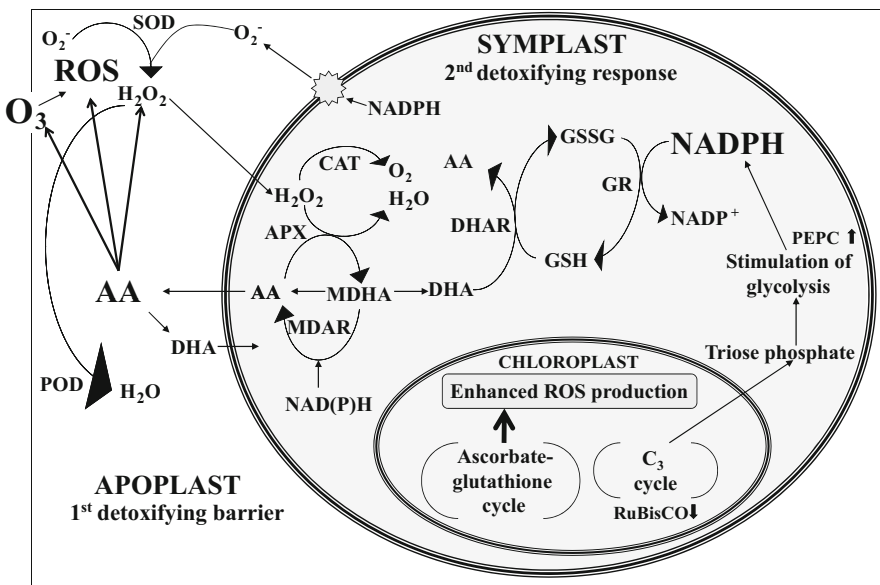 O₂⁻
SOD
O₂⁻
ROS
H₂O₂
O₃
NADPH
SYMPLAST
2ⁿᵈ detoxifying response
CAT
O₂
H₂O₂
H₂O
APX
AA
GSSG
NADPH
GR
DHAR
NADP⁺
GSH
PEPC ⬆
Stimulation of
glycolysis
AA
AA
MDHA
DHA
MDAR
DHA
NAD(P)H
POD
H₂O
Triose phosphate
CHLOROPLAST
Enhanced ROS production
Ascorbate-
glutathione
cycle
C₃
cycle
RuBisCO⬇
APOPLAST
1ˢᵗ detoxifying barrier